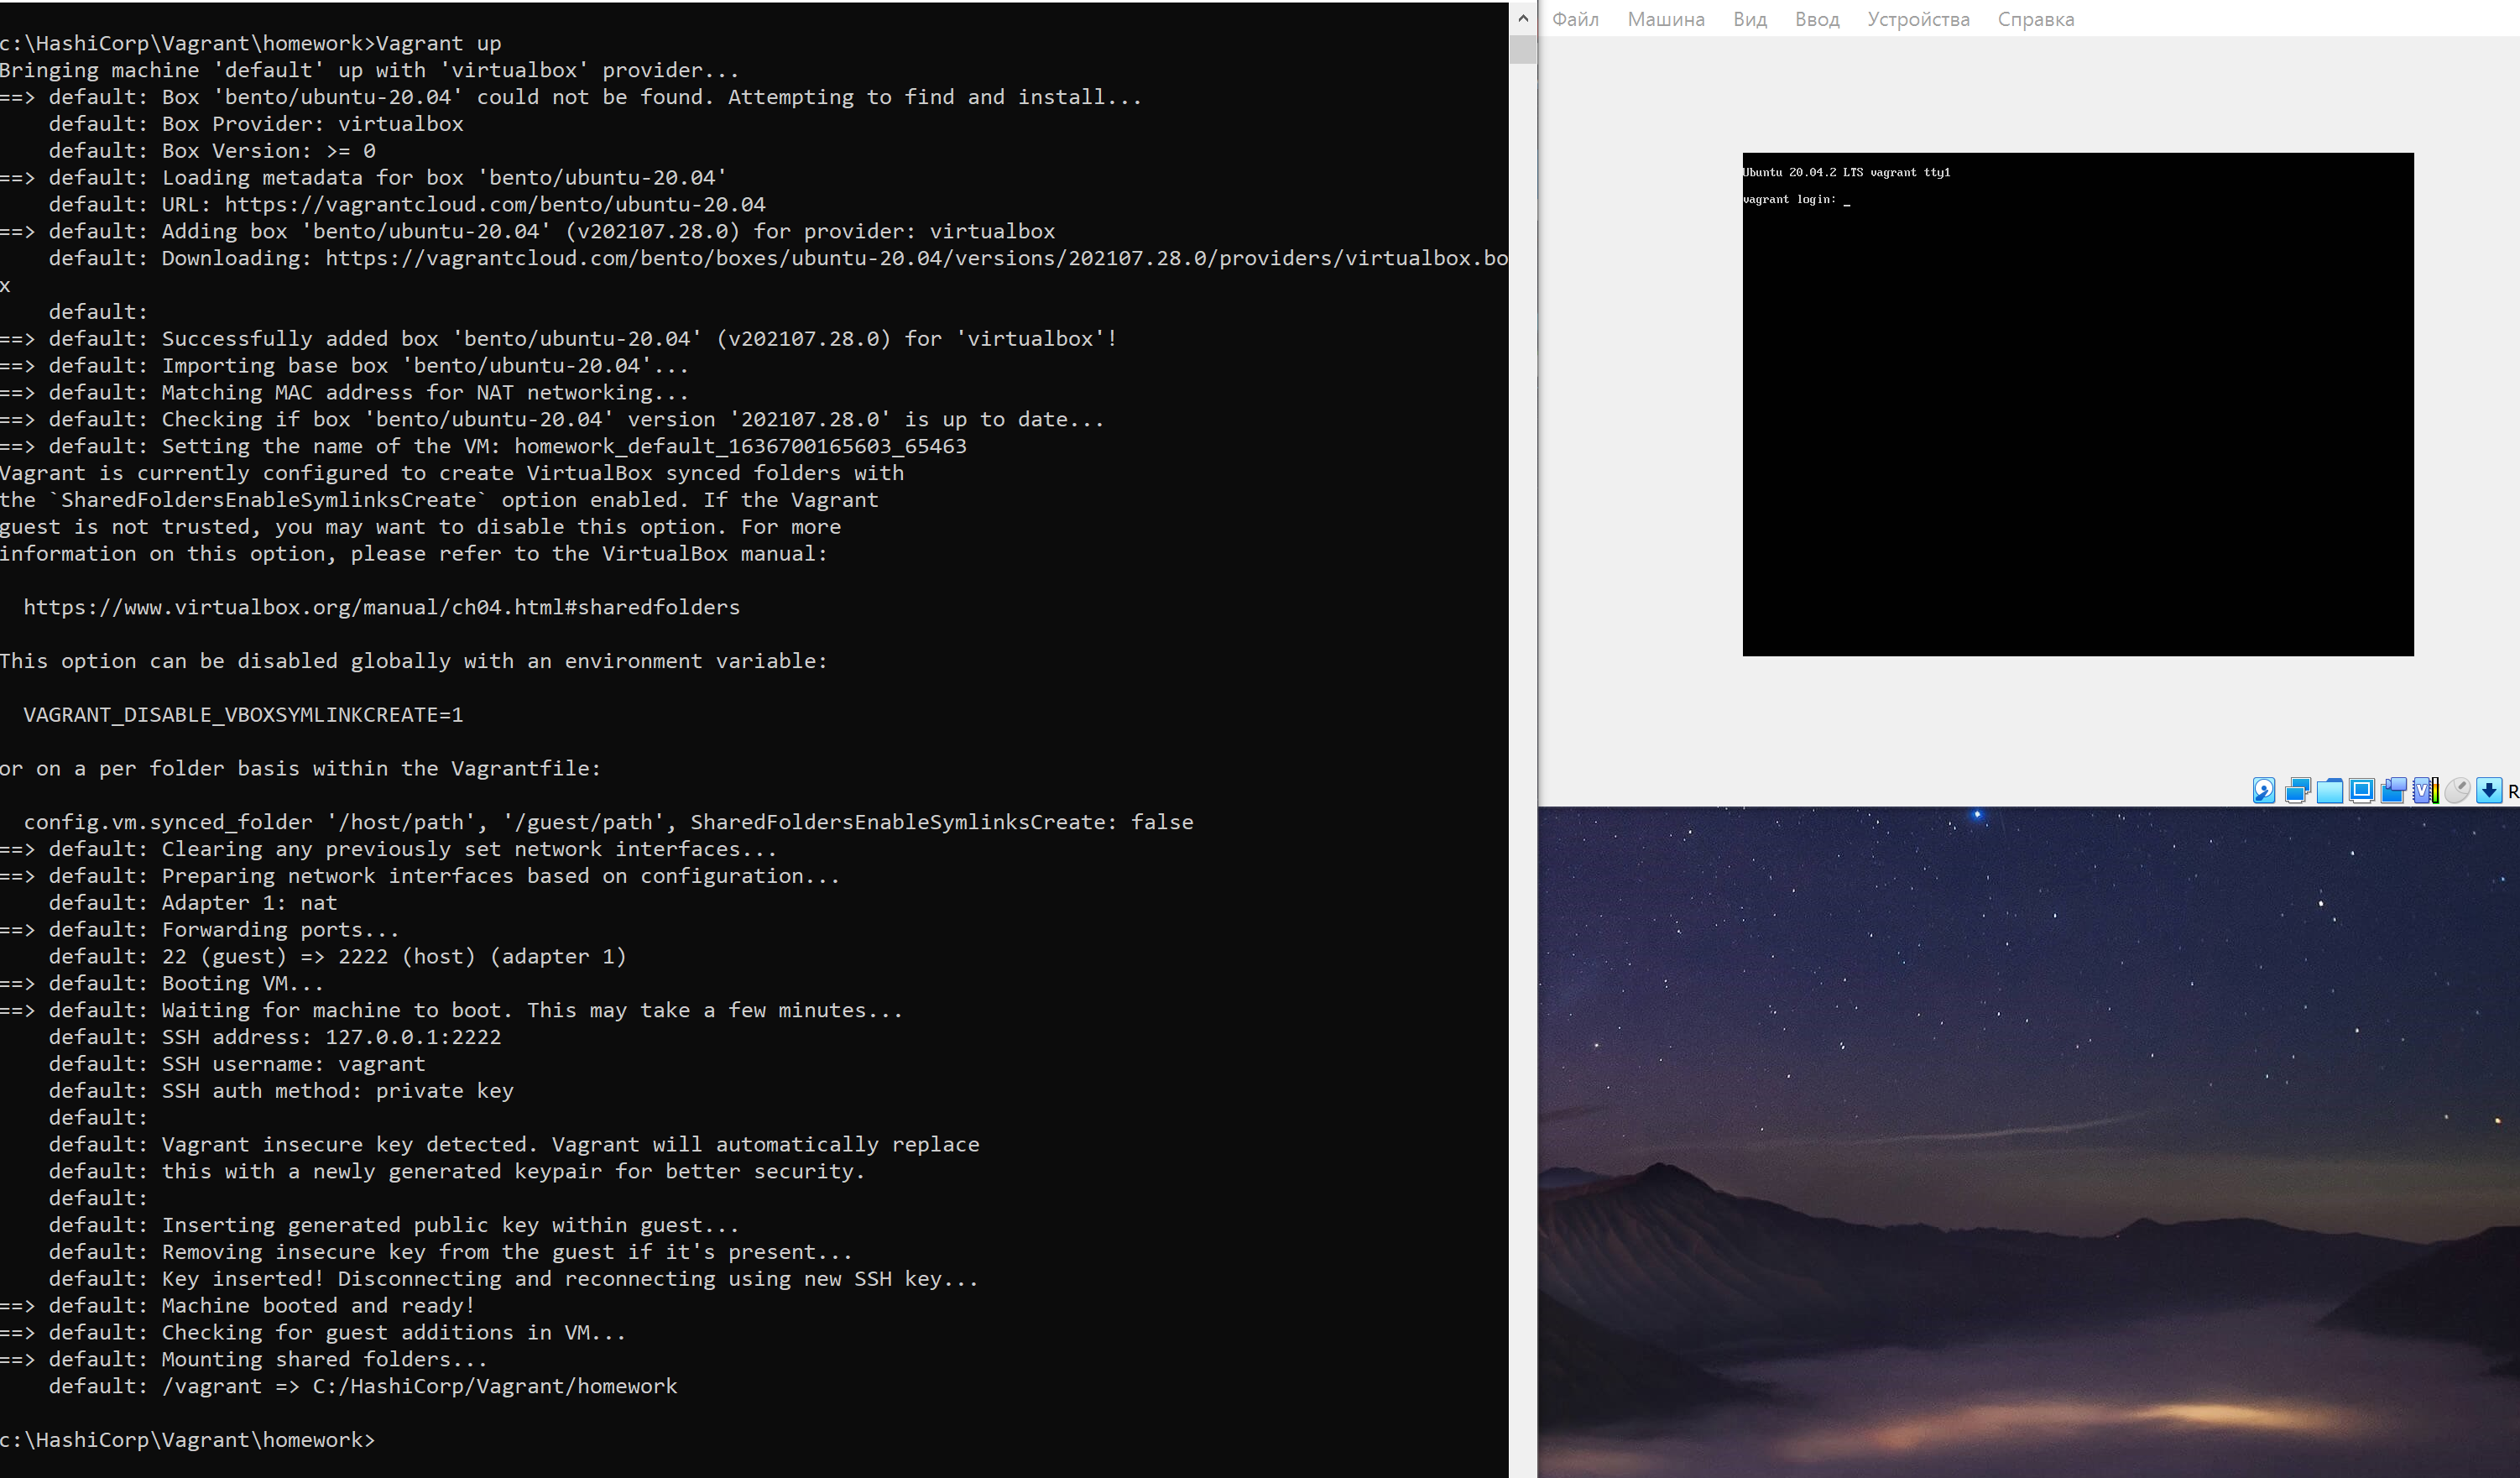 c:\HashiCorp\Vagrant\homework>Vagrant up
Bringing machine 'default' up with 'virtualbox' provider...
==> default: Box 'bento/ubuntu-20.04' could not be found. Attempting to find and install...
    default: Box Provider: virtualbox
    default: Box Version: >= 0
==> default: Loading metadata for box 'bento/ubuntu-20.04'
    default: URL: https://vagrantcloud.com/bento/ubuntu-20.04
==> default: Adding box 'bento/ubuntu-20.04' (v202107.28.0) for provider: virtualbox
    default: Downloading: https://vagrantcloud.com/bento/boxes/ubuntu-20.04/versions/202107.28.0/providers/virtualbox.bo
x
    default:
==> default: Successfully added box 'bento/ubuntu-20.04' (v202107.28.0) for 'virtualbox'!
==> default: Importing base box 'bento/ubuntu-20.04'...
==> default: Matching MAC address for NAT networking...
==> default: Checking if box 'bento/ubuntu-20.04' version '202107.28.0' is up to date...
==> default: Setting the name of the VM: homework_default_1636700165603_65463
Vagrant is currently configured to create VirtualBox synced folders with
the `SharedFoldersEnableSymlinksCreate` option enabled. If the Vagrant
guest is not trusted, you may want to disable this option. For more
information on this option, please refer to the VirtualBox manual:
  https://www.virtualbox.org/manual/ch04.html#sharedfolders
This option can be disabled globally with an environment variable:
  VAGRANT_DISABLE_VBOXSYMLINKCREATE=1
or on a per folder basis within the Vagrantfile:
  config.vm.synced_folder '/host/path', '/guest/path', SharedFoldersEnableSymlinksCreate: false
==> default: Clearing any previously set network interfaces...
==> default: Preparing network interfaces based on configuration...
    default: Adapter 1: nat
==> default: Forwarding ports...
    default: 22 (guest) => 2222 (host) (adapter 1)
==> default: Booting VM...
==> default: Waiting for machine to boot. This may take a few minutes...
    default: SSH address: 127.0.0.1:2222
    default: SSH username: vagrant
    default: SSH auth method: private key
    default:
    default: Vagrant insecure key detected. Vagrant will automatically replace
    default: this with a newly generated keypair for better security.
    default:
    default: Inserting generated public key within guest...
    default: Removing insecure key from the guest if it's present...
    default: Key inserted! Disconnecting and reconnecting using new SSH key...
==> default: Machine booted and ready!
==> default: Checking for guest additions in VM...
==> default: Mounting shared folders...
    default: /vagrant => C:/HashiCorp/Vagrant/homework
c:\HashiCorp\Vagrant\homework>
Файл Машина Вид Ввод Устройства Справка
Ubuntu 20.04.2 LTS vagrant tty1
vagrant login: _
R